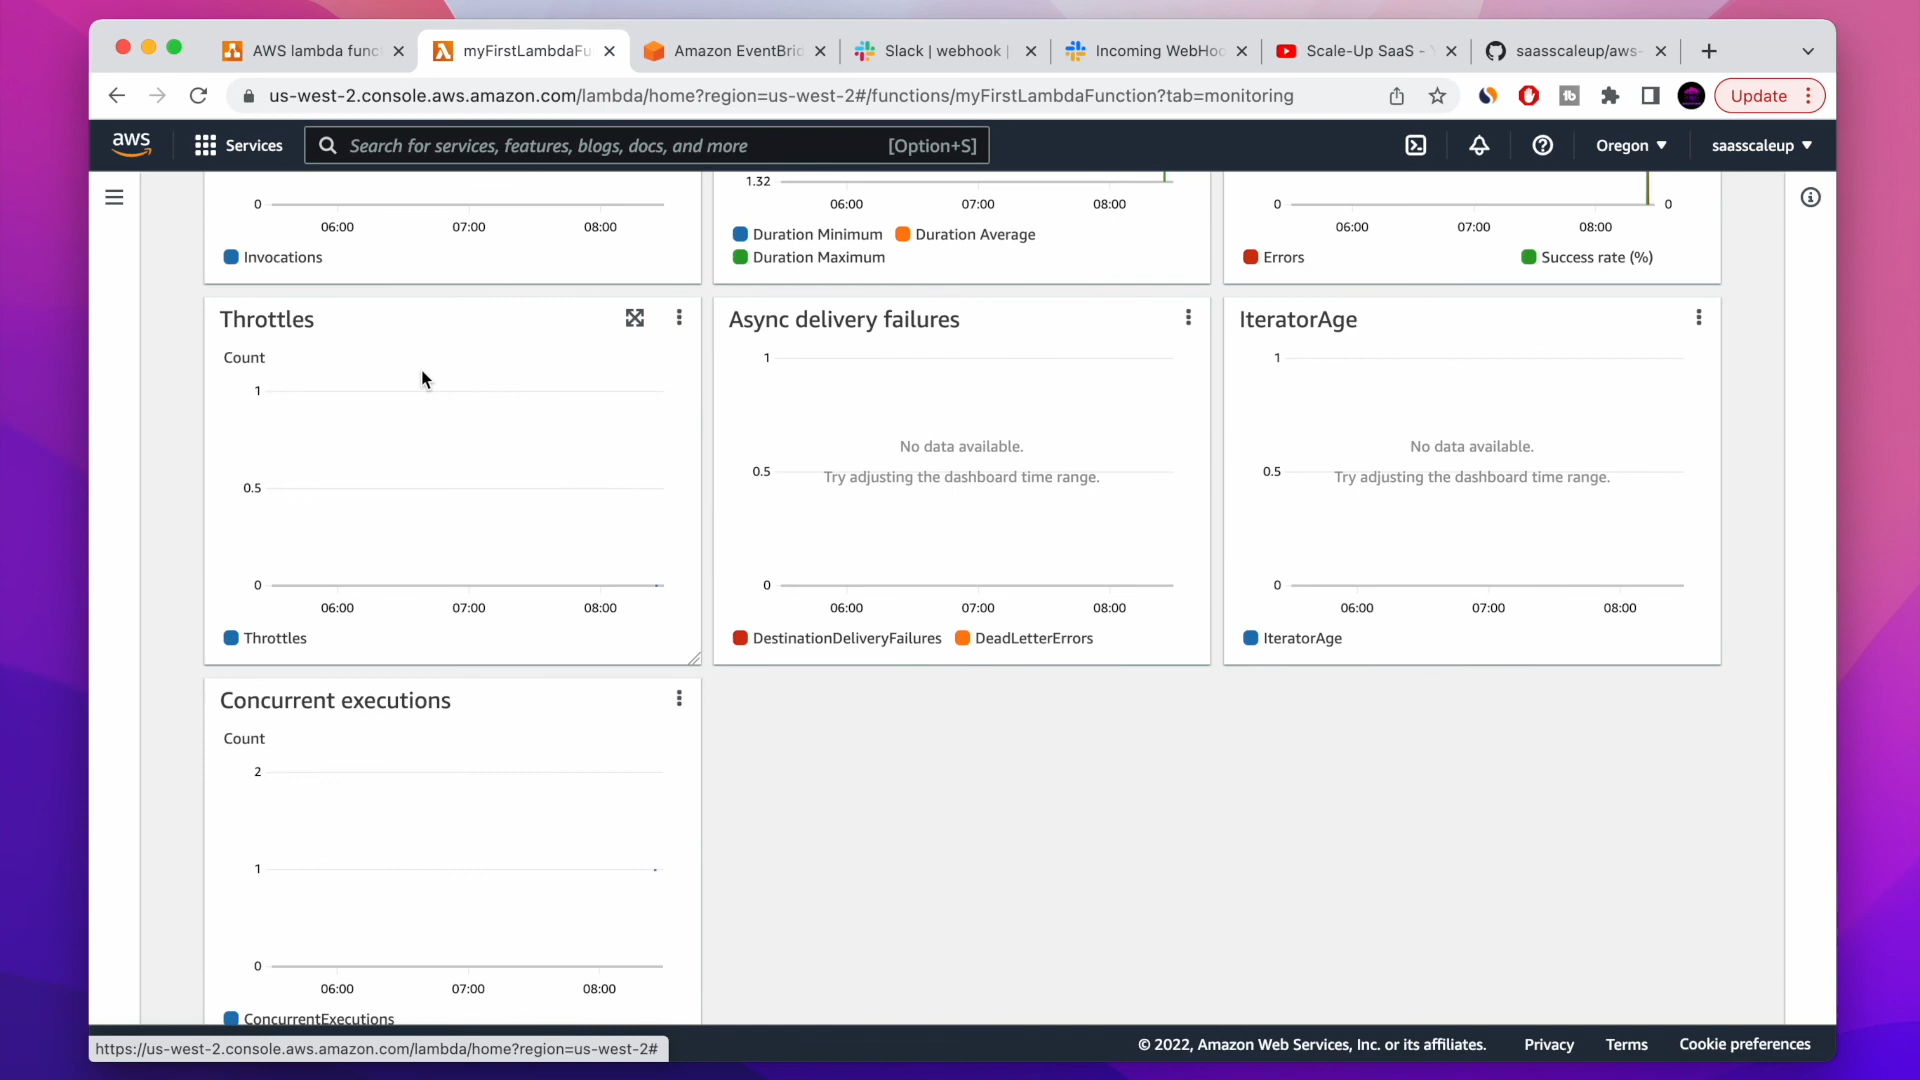 AWS lambda func
myFirstLambdaFu
Amazon EventBrid
Slack | webhook |
Incoming WebHoo
Scale-Up SaaS - Y
saasscaleup/aws-
us-west-2.console.aws.amazon.com/lambda/home?region=us-west-2#/functions/myFirstLambdaFunction?tab=monitoring
Update
aws
Services
Search for services, features, blogs, docs, and more
[Option+S]
Oregon
saasscaleup
0
06:00
07:00
08:00
Invocations
1.32
06:00
07:00
08:00
Duration Minimum
Duration Average
Duration Maximum
0
0
06:00
07:00
08:00
Errors
Success rate (%)
Throttles
Count
1
0.5
0
06:00
07:00
08:00
Throttles
Async delivery failures
1
No data available.
0.5
Try adjusting the dashboard time range.
0
06:00
07:00
08:00
DestinationDeliveryFailures
DeadLetterErrors
IteratorAge
1
No data available.
0.5
Try adjusting the dashboard time range.
0
06:00
07:00
08:00
IteratorAge
Concurrent executions
Count
2
1
0
06:00
07:00
08:00
ConcurrentExecutions
https://us-west-2.console.aws.amazon.com/lambda/home?region=us-west-2#
© 2022, Amazon Web Services, Inc. or its affiliates.
Privacy
Terms
Cookie preferences